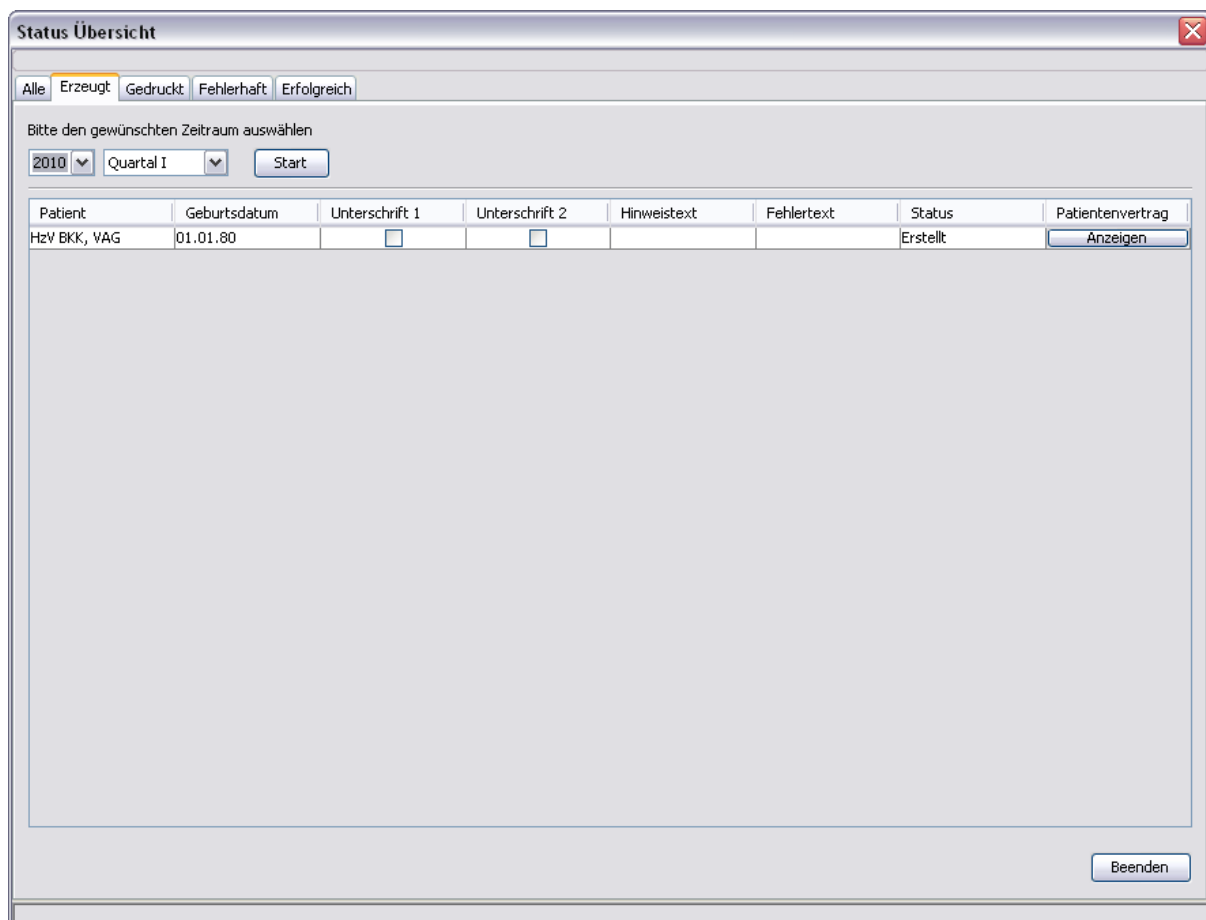 Status Übersicht
Alle Erzeugt Gedruckt Fehlerhaft Erfolgreich
Bitte den gewünschten Zeitraum auswählen
2010 Quartal I Start
Patient Geburtsdatum Unterschrift 1 Unterschrift 2 Hinweistext Fehlertext Status Patientenvertrag
HzV BKK, VAG 01.01.80 Erstellt Anzeigen
Beenden